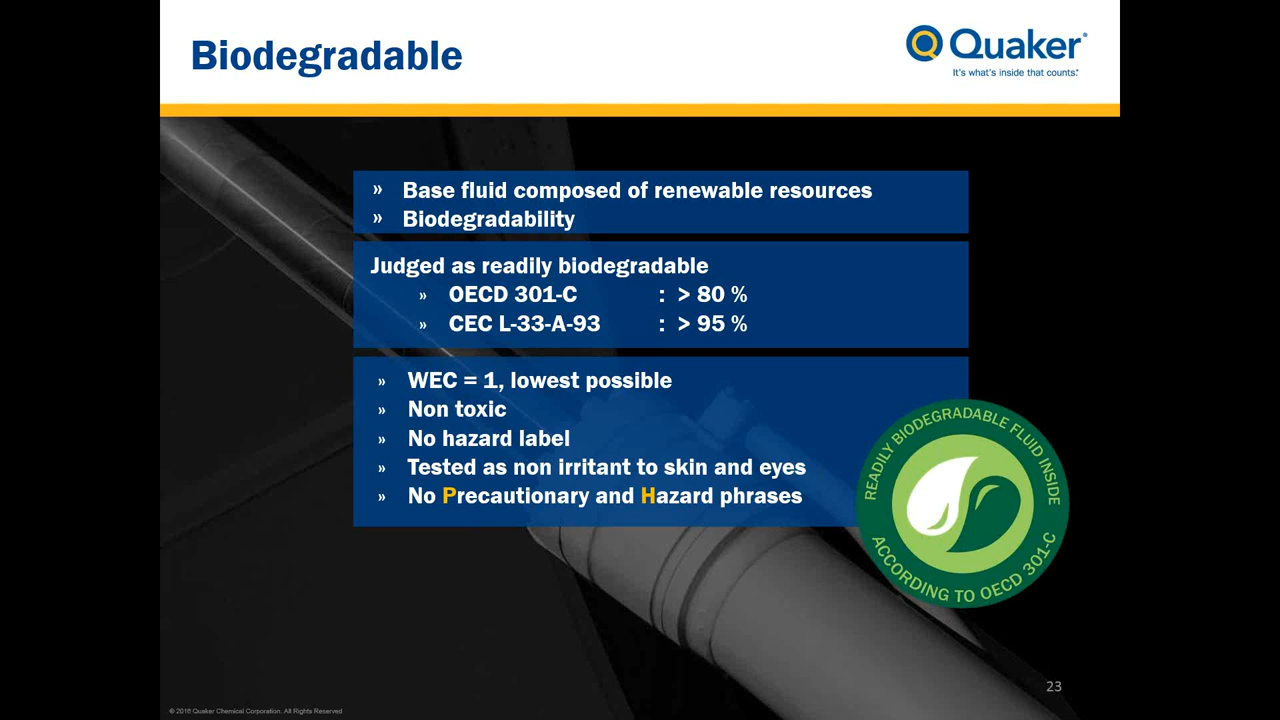 Biodegradable
Quaker®
It's what's inside that counts.™
» Base fluid composed of renewable resources
» Biodegradability
Judged as readily biodegradable
» OECD 301-C : > 80 %
» CEC L-33-A-93 : > 95 %
» WEC = 1, lowest possible
» Non toxic
» No hazard label
» Tested as non irritant to skin and eyes
» No Precautionary and Hazard phrases
READILY BIODEGRADABLE FLUID INSIDE
ACCORDING TO OECD 301-C
23
© 2016 Quaker Chemical Corporation. All Rights Reserved